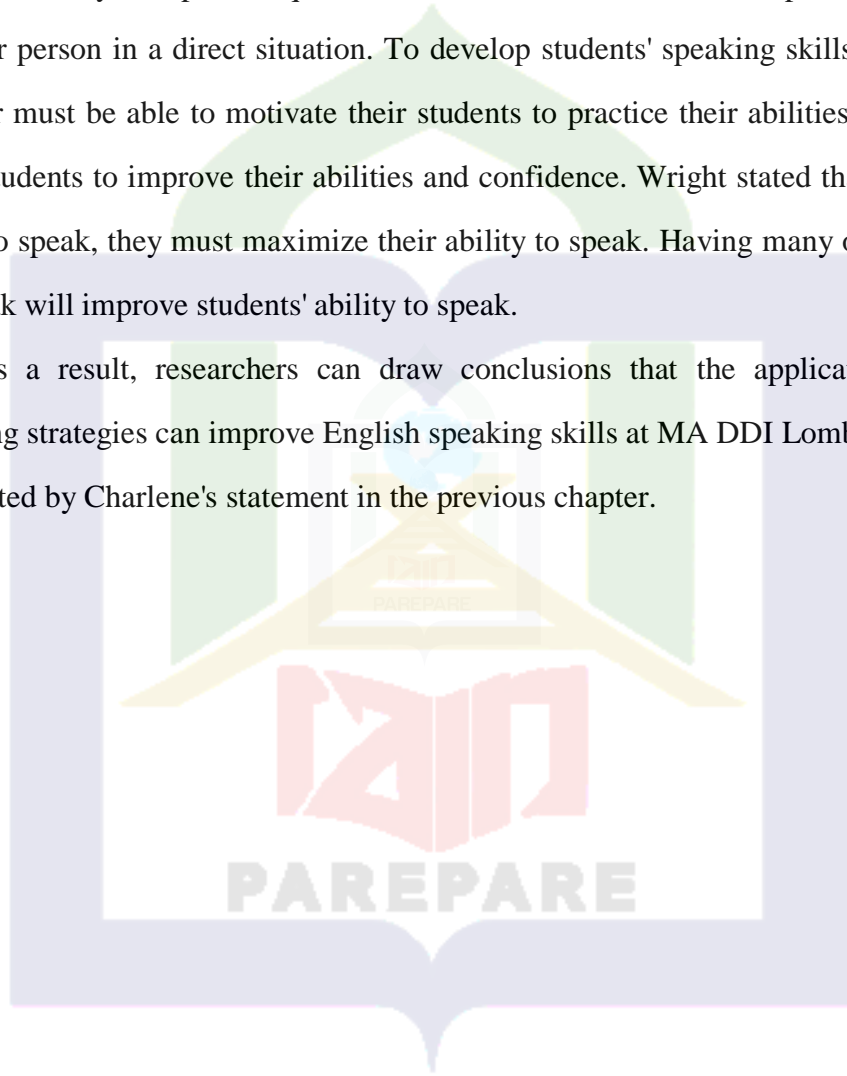 r person in a direct situation. To develop students' speaking skills
r must be able to motivate their students to practice their abilities
tudents to improve their abilities and confidence. Wright stated th
o speak, they must maximize their ability to speak. Having many o
k will improve students' ability to speak.
s a result, researchers can draw conclusions that the applica
ng strategies can improve English speaking skills at MA DDI Lomb
ted by Charlene's statement in the previous chapter.
PAREPARE
PAREPARE